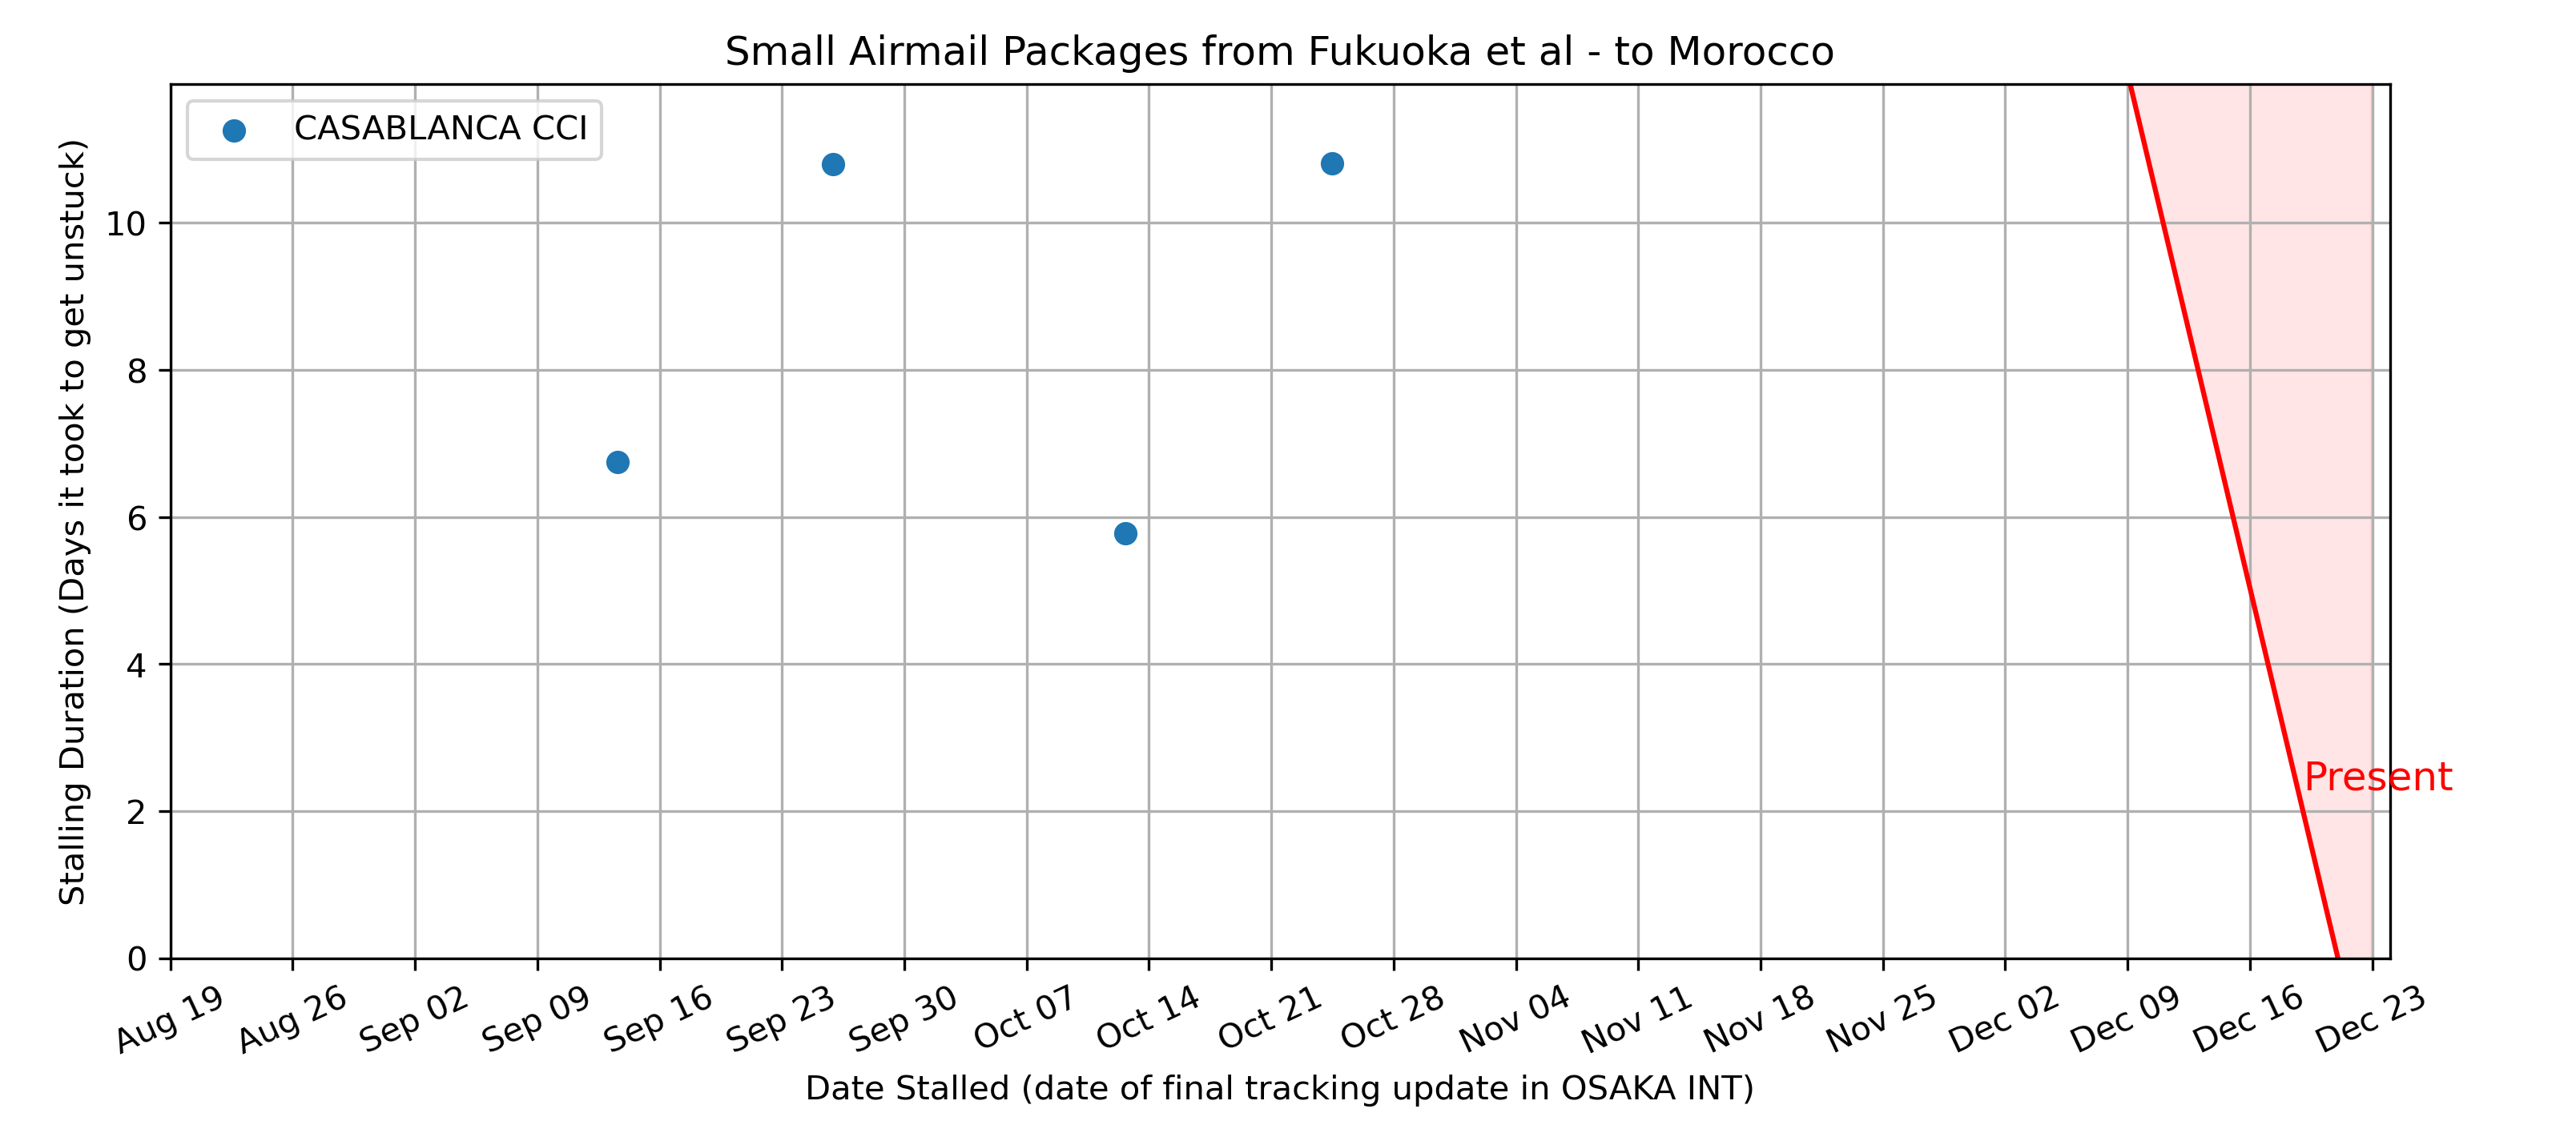 Small Airmail Packages from Fukuoka et al - to Morocco
CASABLANCA CCI
Stalling Duration (Days it took to get unstuck)
10
8
6
4
2
0
Present
Aug 19
Aug 26
Sep 02
Sep 09
Sep 16
Sep 23
Sep 30
Oct 07
Oct 14
Oct 21
Oct 28
Nov 04
Nov 11
Nov 18
Nov 25
Dec 02
Dec 09
Dec 16
Dec 23
Date Stalled (date of final tracking update in OSAKA INT)